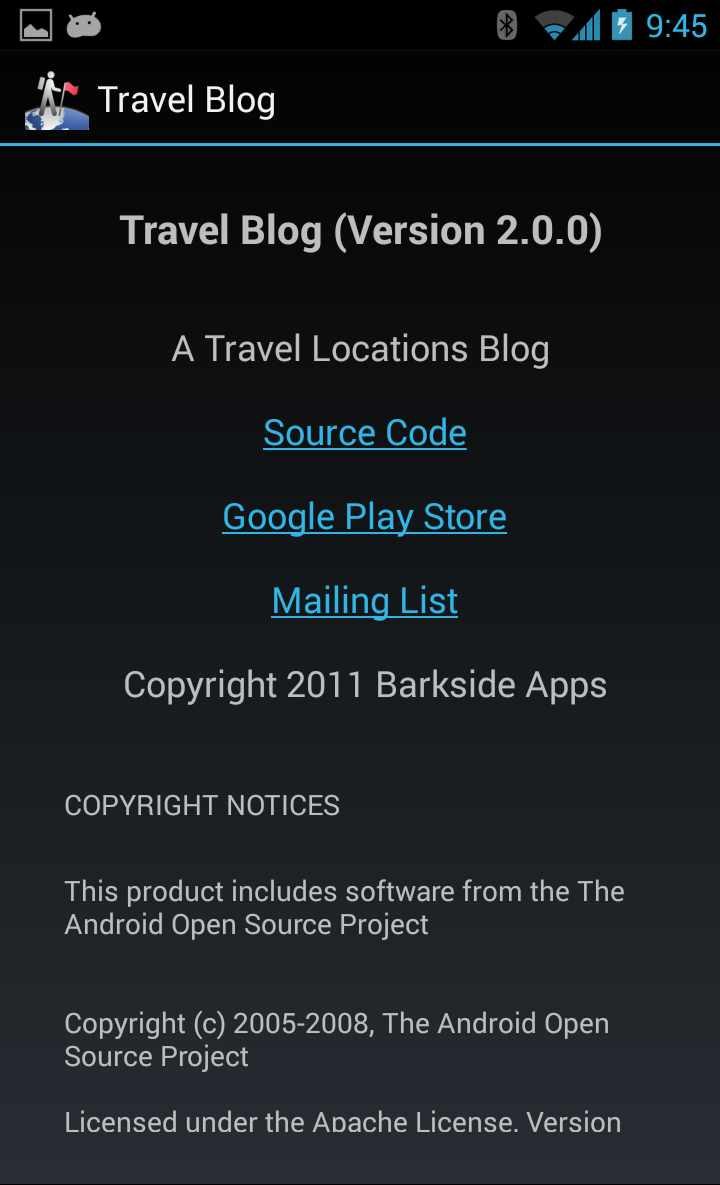 9:45
Travel Blog
Travel Blog (Version 2.0.0)
A Travel Locations Blog
Source Code
Google Play Store
Mailing List
Copyright 2011 Barkside Apps
COPYRIGHT NOTICES
This product includes software from the The
Android Open Source Project
Copyright (c) 2005-2008, The Android Open
Source Project
Licensed under the Apache License, Version